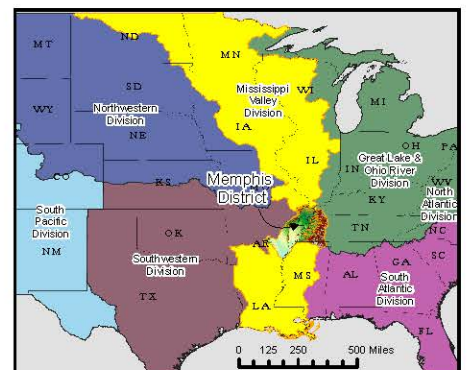 ND
MT
MN
SD
WI
Mississippi
Valley
Division
WY
Northwestern
Division
MI
NE
IA
OH
PA
IL
IN
Great Lake &
Ohio River
Division
WV
Memphis
District
CO
KS
KY
North
Atlantic
Division
South
Pacific
Division
NM
OK
AR
TN
NC
SC
Southwestern
Division
MS
AL
GA
South
Atlantic
Division
TX
LA
FL
0 125 250 500 Miles